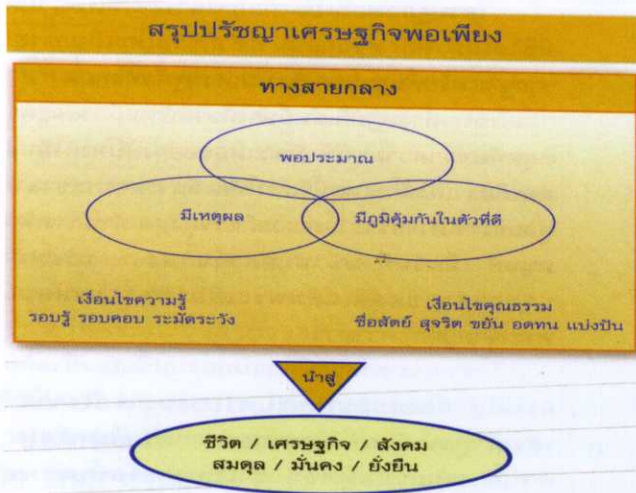 สรุปปรัชญาเศรษฐกิจพอเพียง
ทางสายกลาง
พอประมาณ
มีเหตุผล
มีภูมิคุ้มกันในตัวที่ดี
เงื่อนไขความรู้
รอบรู้ รอบคอบ ระมัดระวัง
เงื่อนไขคุณธรรม
ซื่อสัตย์ สุจริต ขยัน อดทน แบ่งปัน
นำสู่
ชีวิต / เศรษฐกิจ / สังคม
สมดุล / มั่นคง / ยั่งยืน